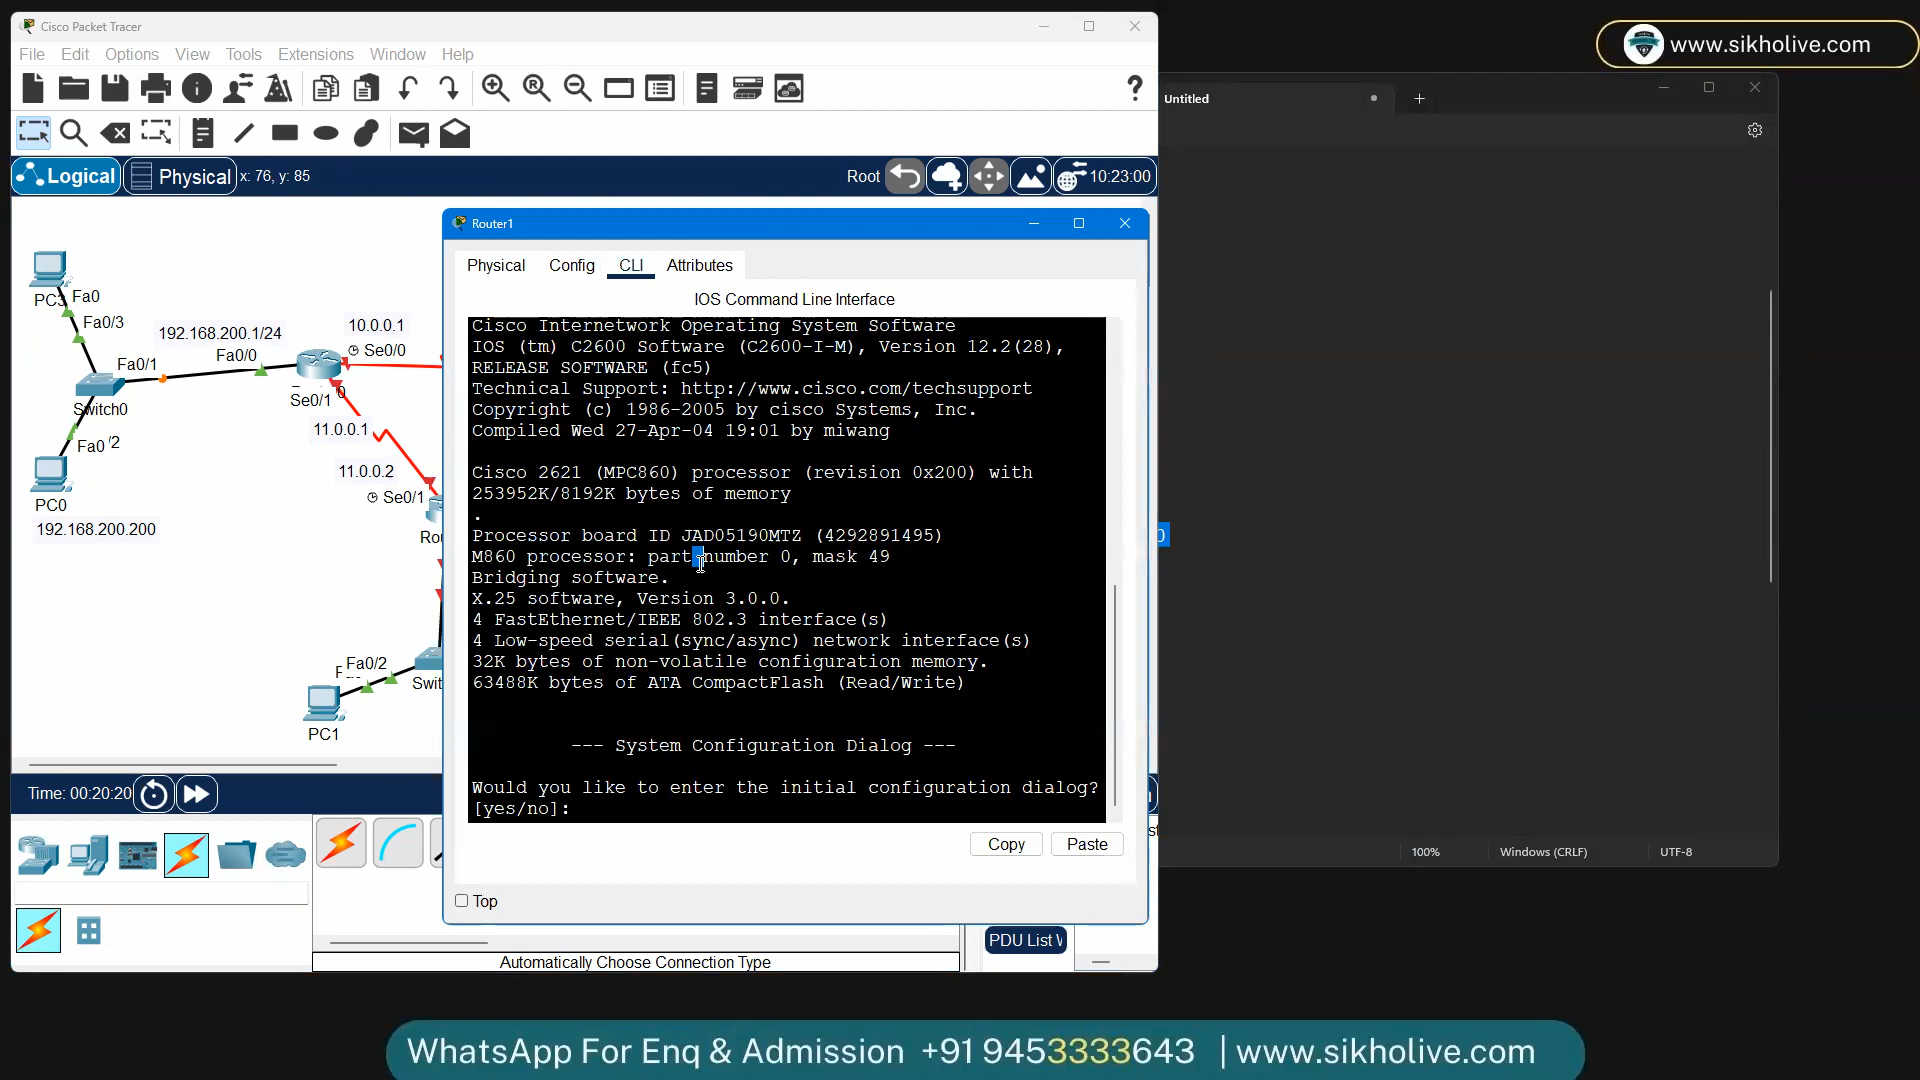 Cisco Packet Tracer
www.sikholive.com
File Edit Options View Tools Extensions Window Help
Untitled
Logical
Physical
x: 76, y: 85
Root
10:23:00
Router1
Physical Config CLI Attributes
IOS Command Line Interface
Cisco Internetwork Operating System Software
IOS (tm) C2600 Software (C2600-I-M), Version 12.2(28),
RELEASE SOFTWARE (fc5)
Technical Support: http://www.cisco.com/techsupport
Copyright (c) 1986-2005 by cisco Systems, Inc.
Compiled Wed 27-Apr-04 19:01 by miwang
Cisco 2621 (MPC860) processor (revision 0x200) with
253952K/8192K bytes of memory
.
Processor board ID JAD05190MTZ (4292891495)
M860 processor: part number 0, mask 49
Bridging software.
X.25 software, Version 3.0.0.
4 FastEthernet/IEEE 802.3 interface(s)
4 Low-speed serial(sync/async) network interface(s)
32K bytes of non-volatile configuration memory.
63488K bytes of ATA CompactFlash (Read/Write)
--- System Configuration Dialog ---
Would you like to enter the initial configuration dialog?
[yes/no]:
Copy
Paste
Top
PC3
Fa0
Fa0/3
192.168.200.1/24
10.0.0.1
Fa0/0
Se0/0
Fa0/1
Switch0
Se0/1
11.0.0.1
11.0.0.2
Se0/1
Fa0
PC0
192.168.200.200
Fa0/2
PC1
Time: 00:20:20
PDU List
Automatically Choose Connection Type
100%
Windows (CRLF)
UTF-8
WhatsApp For Enq & Admission +91 9453333643 | www.sikholive.com